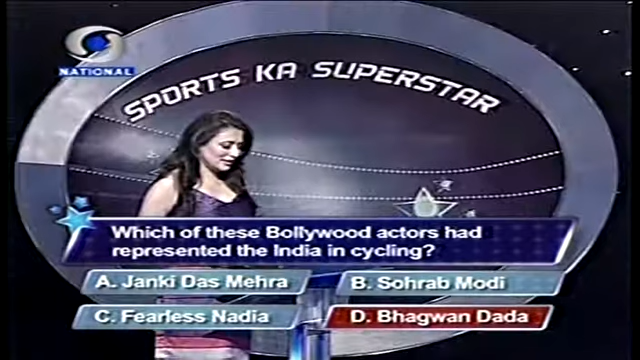 NATIONAL
SPORTS KA SUPERSTAR
Which of these Bollywood actors had
represented the India in cycling?
A. Janki Das Mehra
B. Sohrab Modi
C. Fearless Nadia
D. Bhagwan Dada